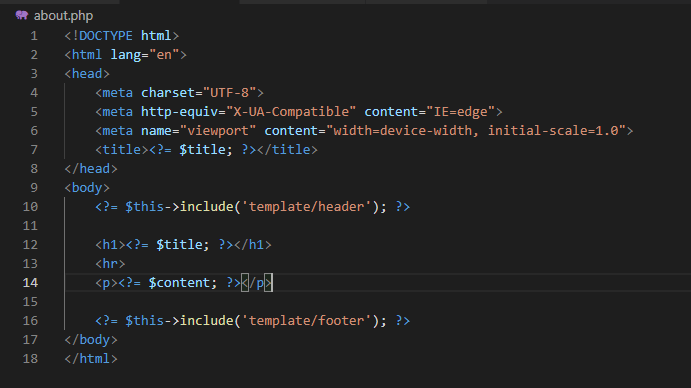 about.php
1 <!DOCTYPE html>
2 <html lang="en">
3 <head>
4     <meta charset="UTF-8">
5     <meta http-equiv="X-UA-Compatible" content="IE=edge">
6     <meta name="viewport" content="width=device-width, initial-scale=1.0">
7     <title><?= $title; ?></title>
8 </head>
9 <body>
10     <?= $this->include('template/header'); ?>
11
12     <h1><?= $title; ?></h1>
13     <hr>
14     <p><?= $content; ?></p>
15
16     <?= $this->include('template/footer'); ?>
17 </body>
18 </html>